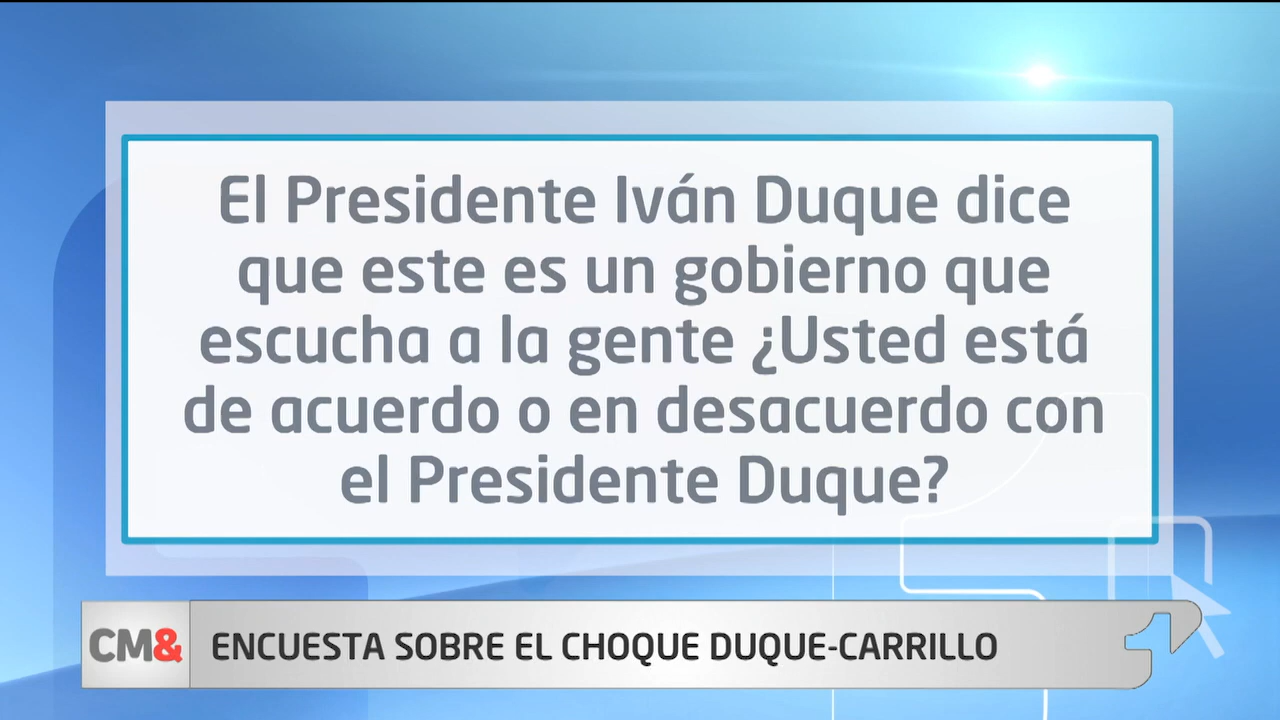 El Presidente Iván Duque dice
que este es un gobierno que
escucha a la gente ¿Usted está
de acuerdo o en desacuerdo con
el Presidente Duque?
CM& ENCUESTA SOBRE EL CHOQUE DUQUE-CARRILLO
1